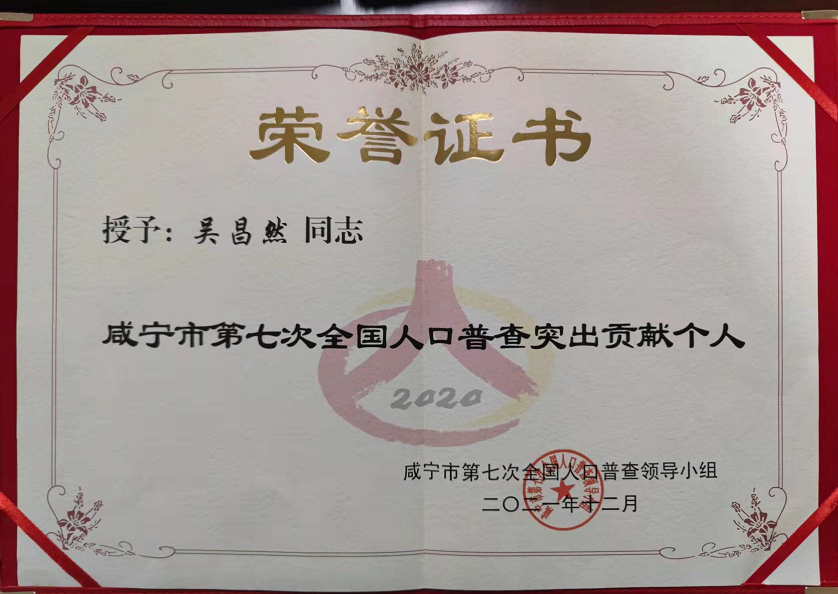 荣誉证书
授予：吴昌然 同志
咸宁市第七次全国人口普查突出贡献个人
2020
咸宁市第七次全国人口普查领导小组
二〇二一年十二月